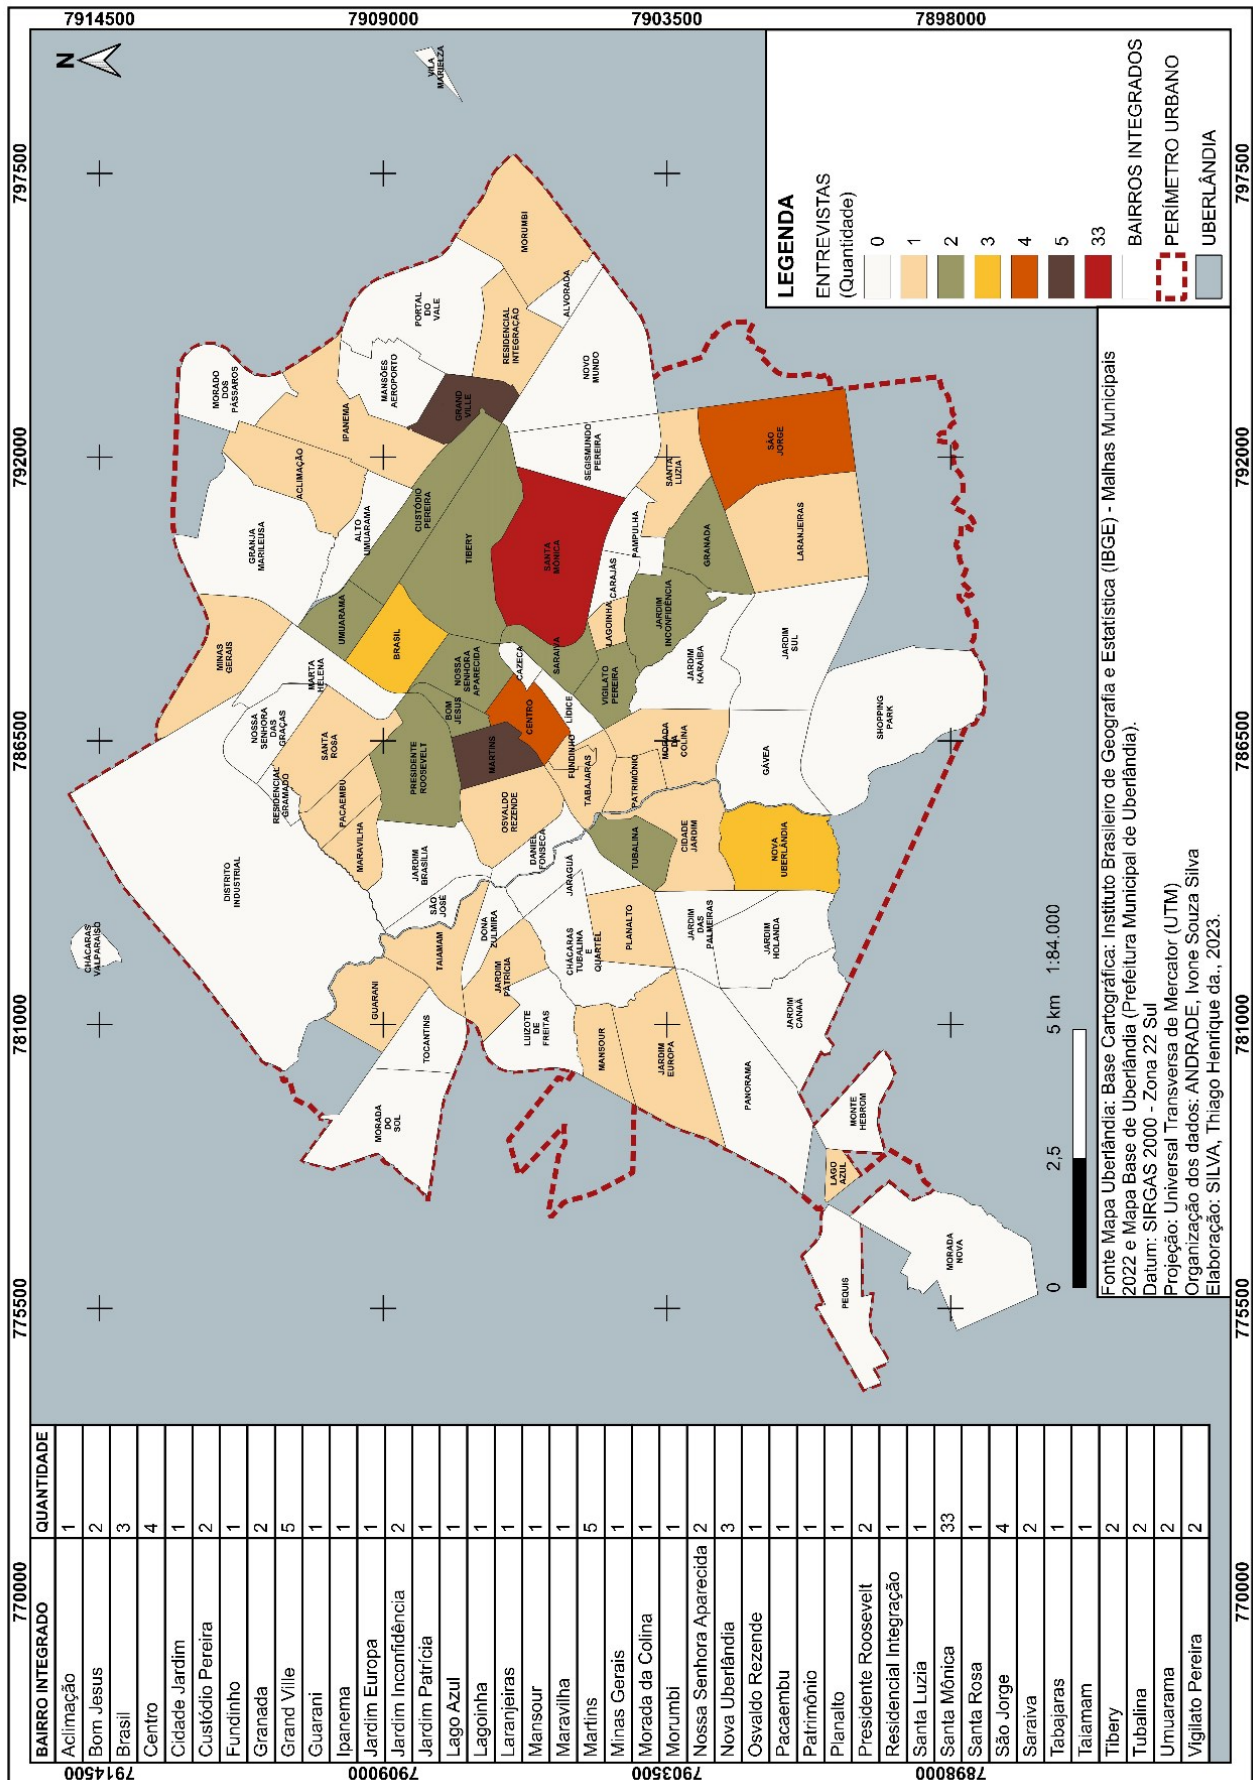 BAIRRO INTEGRADO QUANTIDADE
Aclimação 1
Bom Jesus 2
Brasil 3
Centro 4
Cidade Jardim 1
Custódio Pereira 2
Fundinho 1
Granada 2
Grand Ville 5
Guarani 1
Ipanema 1
Jardim Europa 1
Jardim Inconfidência 2
Jardim Patrícia 1
Lago Azul 1
Lagoinha 1
Laranjeiras 1
Mansour 1
Maravilha 1
Martins 5
Minas Gerais 1
Morada da Colina 1
Morumbi 1
Nossa Senhora Aparecida 2
Nova Uberlândia 3
Osvaldo Rezende 1
Pacaembu 1
Patrimônio 1
Planalto 1
Presidente Roosevelt 2
Residencial Integração 1
Santa Luzia 1
Santa Mônica 33
Santa Rosa 1
São Jorge 4
Saraiva 2
Tabajaras 1
Taiamam 1
Tibery 2
Tubalina 2
Umuarama 2
Vigilato Pereira 2
770000
775500
781000
786500
792000
797500
7914500
7909000
7903500
7898000
770000
775500
781000
786500
792000
797500
7914500
7909000
7903500
7898000
N
CHÁCARAS
VALPARAÍSO
DISTRITO
INDUSTRIAL
MINAS
GERAIS
GRANJA
MARILEUSA
MORADO
DOS
PÁSSAROS
ACLIMAÇÃO
IPANEMA
ALTO
UMUARAMA
MANSÕES
AEROPORTO
PORTAL
DO
VALE
VILA
MARIELZA
NOSSA
SENHORA
DAS
GRAÇAS
MARTA
HELENA
RESIDENCIAL
GRAMADO
SANTA
ROSA
PACAEMBU
MARAVILHA
UMUARAMA
BRASIL
CUSTÓDIO
PEREIRA
GRAND
VILLE
MORUMBI
RESIDENCIAL
INTEGRAÇÃO
ALVORADA
GUARANI
TOCANTINS
MORADA
DO
SOL
TAIAMAM
SÃO
JOSÉ
JARDIM
BRASÍLIA
PRESIDENTE
ROOSEVELT
BOM
JESUS
NOSSA
SENHORA
APARECIDA
TIBERY
NOVO
MUNDO
SEGISMUNDO
PEREIRA
SANTA
MÔNICA
MARTINS
CENTRO
CAZECA
SARAIVA
LÍDICE
FUNDINHO
OSVALDO
REZENDE
DANIEL
FONSECA
TABAJARAS
DONA
ZULMIRA
JARDIM
PATRÍCIA
LUIZOTE
DE
FREITAS
JARAGUÁ
CHÁCARAS
TUBALINA
E
QUARTEL
MANSOUR
PLANALTO
TUBALINA
PATRIMÔNIO
MORADA
DA
COLINA
VIGILATO
PEREIRA
LAGOINHA
CARAJÁS
PAMPULHA
SANTA
LUZIA
JARDIM
INCONFIDÊNCIA
GRANADA
SÃO
JORGE
LARANJEIRAS
JARDIM
KARAÍBA
JARDIM
SUL
GÁVEA
SHOPPING
PARK
CIDADE
JARDIM
NOVA
UBERLÂNDIA
JARDIM
EUROPA
JARDIM
DAS
PALMEIRAS
JARDIM
HOLANDA
JARDIM
CANAÃ
PANORAMA
MONTE
HEBROM
LAGO
AZUL
PEQUIS
MORADA
NOVA
0 2,5 5 km 1:84.000
Fonte Mapa Uberlândia: Base Cartográfica: Instituto Brasileiro de Geografia e Estatística (IBGE) - Malhas Municipais
2022 e Mapa Base de Uberlândia (Prefeitura Municipal de Uberlândia).
Datum: SIRGAS 2000 - Zona 22 Sul
Projeção: Universal Transversa de Mercator (UTM)
Organização dos dados: ANDRADE, Ivone Souza Silva
Elaboração: SILVA, Thiago Henrique da., 2023.
LEGENDA
ENTREVISTAS
(Quantidade)
0
1
2
3
4
5
33
BAIRROS INTEGRADOS
PERÍMETRO URBANO
UBERLÂNDIA